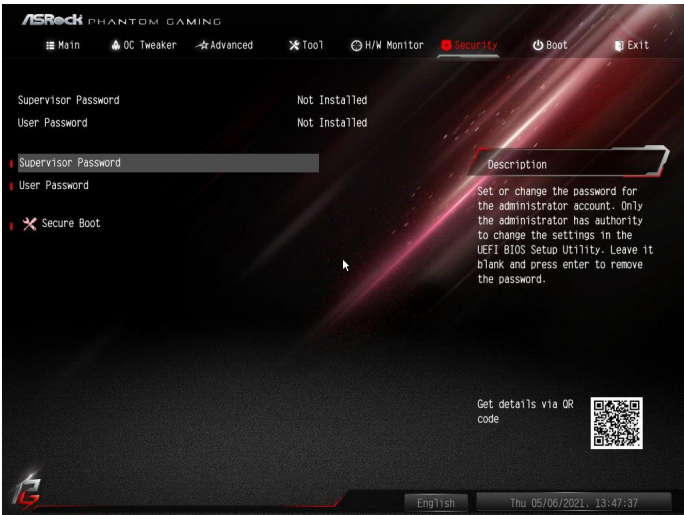 ASRock PHANTOM GAMING
Main OC Tweaker Advanced Tool H/W Monitor Security Boot Exit
Supervisor Password Not Installed
User Password Not Installed
Supervisor Password
User Password
Secure Boot
Description
Set or change the password for
the administrator account. Only
the administrator has authority
to change the settings in the
UEFI BIOS Setup Utility. Leave it
blank and press enter to remove
the password.
Get details via QR
code
English Thu 05/06/2021, 13:47:37